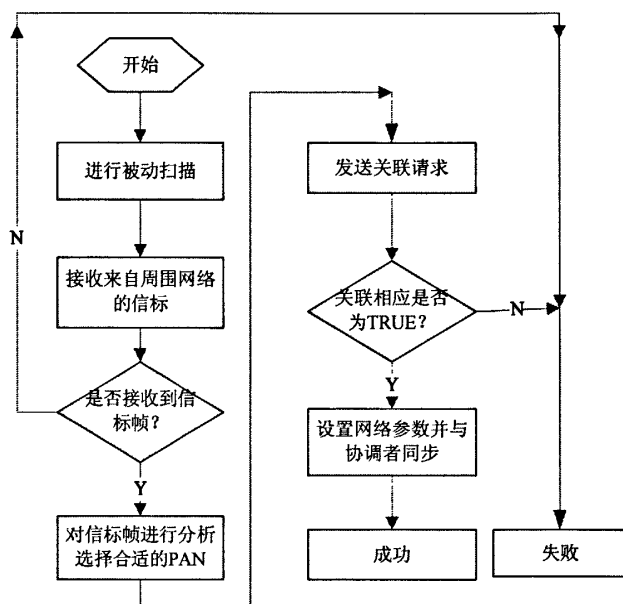 开始
进行被动扫描
接收来自周围网络
的信标
是否接收到信
标帧？
N
Y
对信标帧进行分析
选择合适的PAN
发送关联请求
关联相应是否
为TRUE？
N
Y
设置网络参数并与
协调者同步
成功
失败